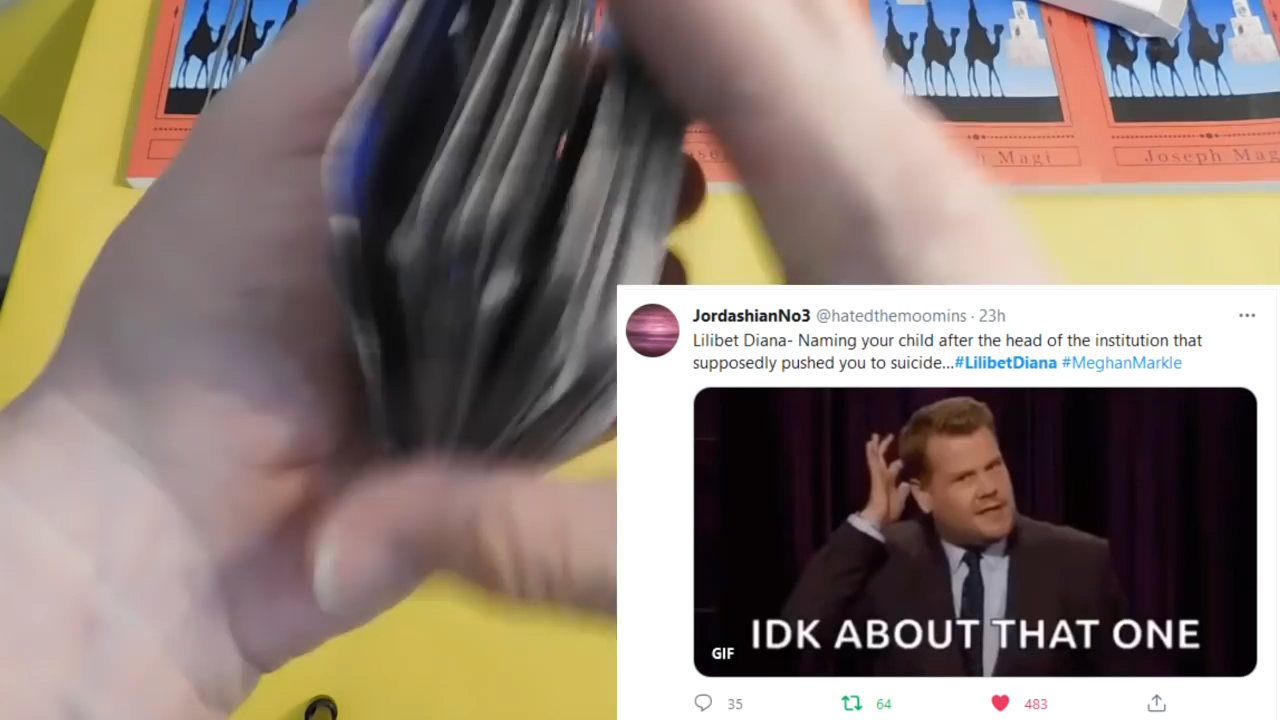 Magi
Joseph Mag
JordashianNo3 @hatedthemoomins · 23h
Lilibet Diana- Naming your child after the head of the institution that
supposedly pushed you to suicide...#LilibetDiana #MeghanMarkle
IDK ABOUT THAT ONE
GIF
35 64 483